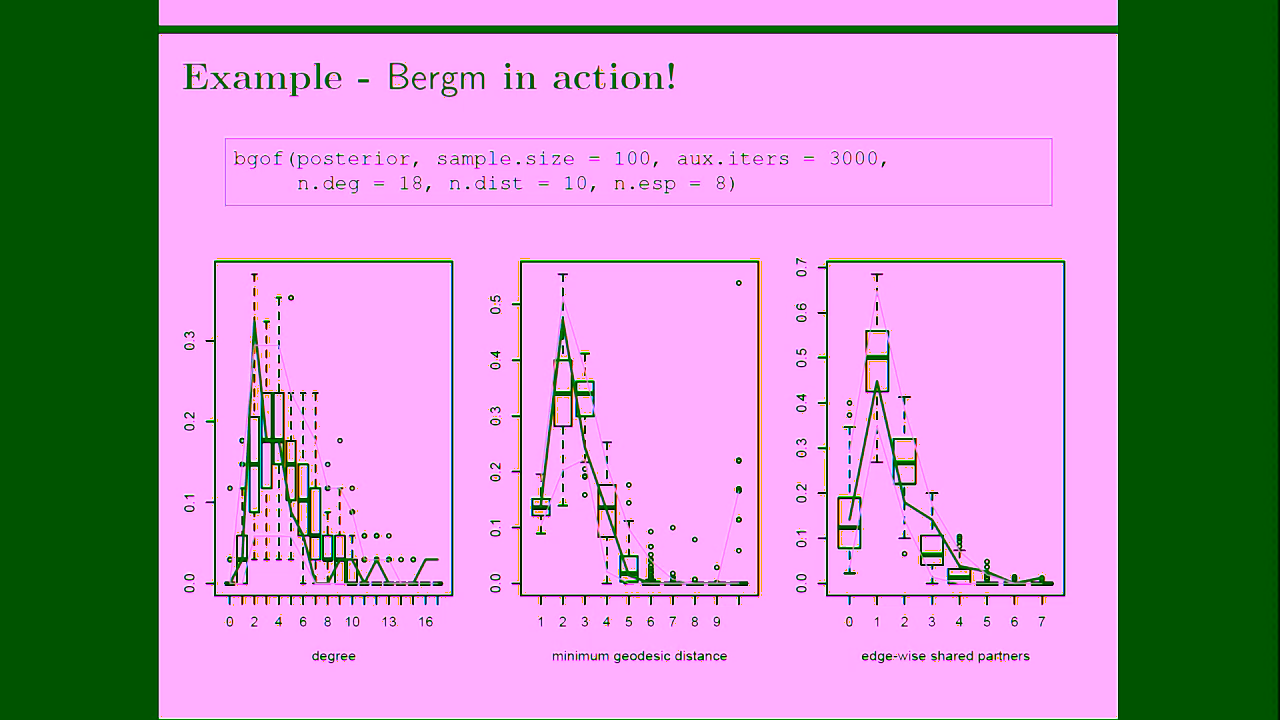 Example - Bergm in action!
bgof(posterior, sample.size = 100, aux.iters = 3000,
n.deg = 18, n.dist = 10, n.esp = 8)
0.0 0.1 0.2 0.3
0 2 4 6 8 10 13 16
degree
0.0 0.1 0.2 0.3 0.4 0.5
1 2 3 4 5 6 7 8 9
minimum geodesic distance
0.0 0.1 0.2 0.3 0.4 0.5 0.6 0.7
0 1 2 3 4 5 6 7
edge-wise shared partners